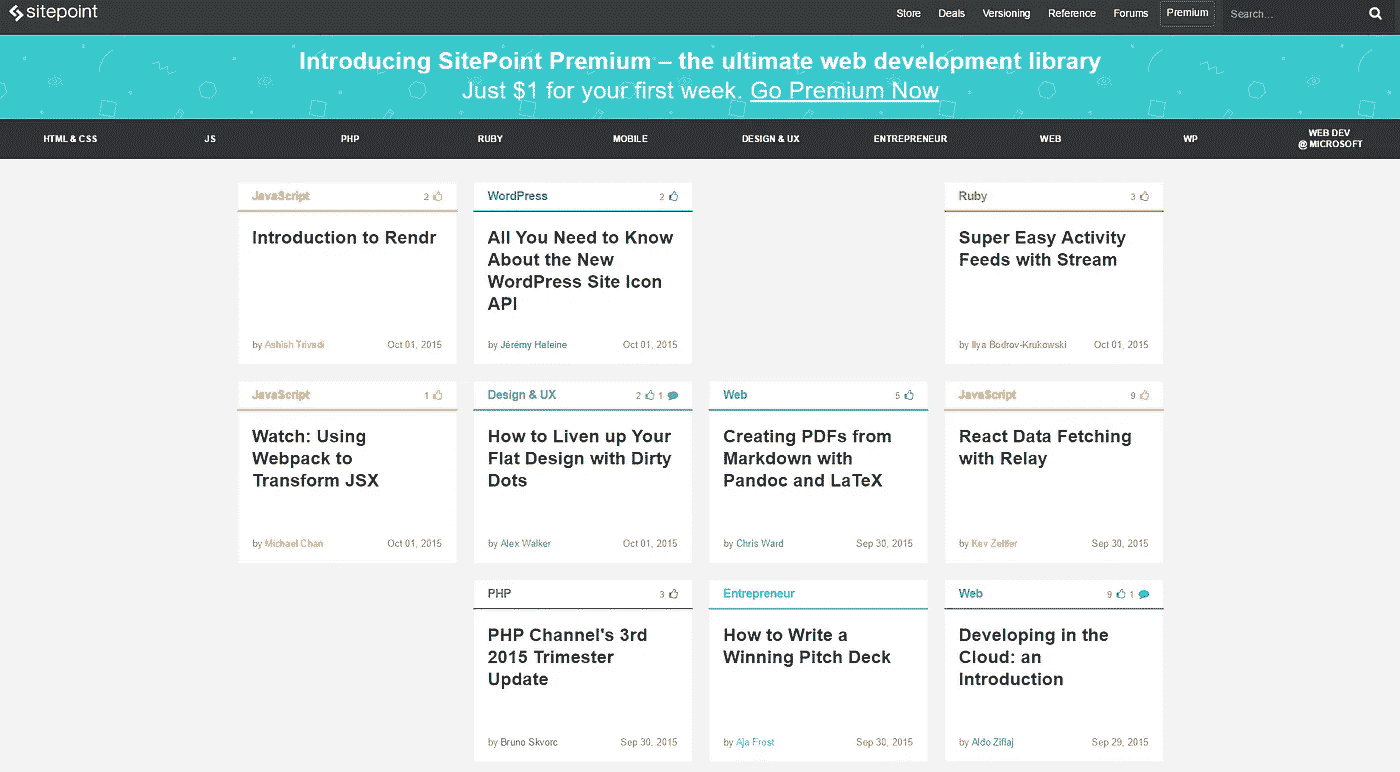 sitepoint
Store Deals Versioning Reference Forums Premium Search...
Introducing SitePoint Premium – the ultimate web development library
Just $1 for your first week. Go Premium Now
HTML & CSS JS PHP RUBY MOBILE DESIGN & UX ENTREPRENEUR WEB WP WEB DEV
@ MICROSOFT
JavaScript 2
Introduction to Rendr
by Ashish Trivedi Oct 01, 2015
WordPress 2
All You Need to Know
About the New
WordPress Site Icon
API
by Jérémy Heleine Oct 01, 2015
Ruby 3
Super Easy Activity
Feeds with Stream
by Ilya Bodrov-Krukowski Oct 01, 2015
JavaScript 1
Watch: Using
Webpack to
Transform JSX
by Michael Chan Oct 01, 2015
Design & UX 2 1
How to Liven up Your
Flat Design with Dirty
Dots
by Alex Walker Oct 01, 2015
Web 5
Creating PDFs from
Markdown with
Pandoc and LaTeX
by Chris Ward Sep 30, 2015
JavaScript 9
React Data Fetching
with Relay
by Kev Zettler Sep 30, 2015
PHP 3
PHP Channel's 3rd
2015 Trimester
Update
by Bruno Skvorc Sep 30, 2015
Entrepreneur
How to Write a
Winning Pitch Deck
by Aja Frost Sep 30, 2015
Web 9 1
Developing in the
Cloud: an
Introduction
by Aldo Ziflaj Sep 29, 2015